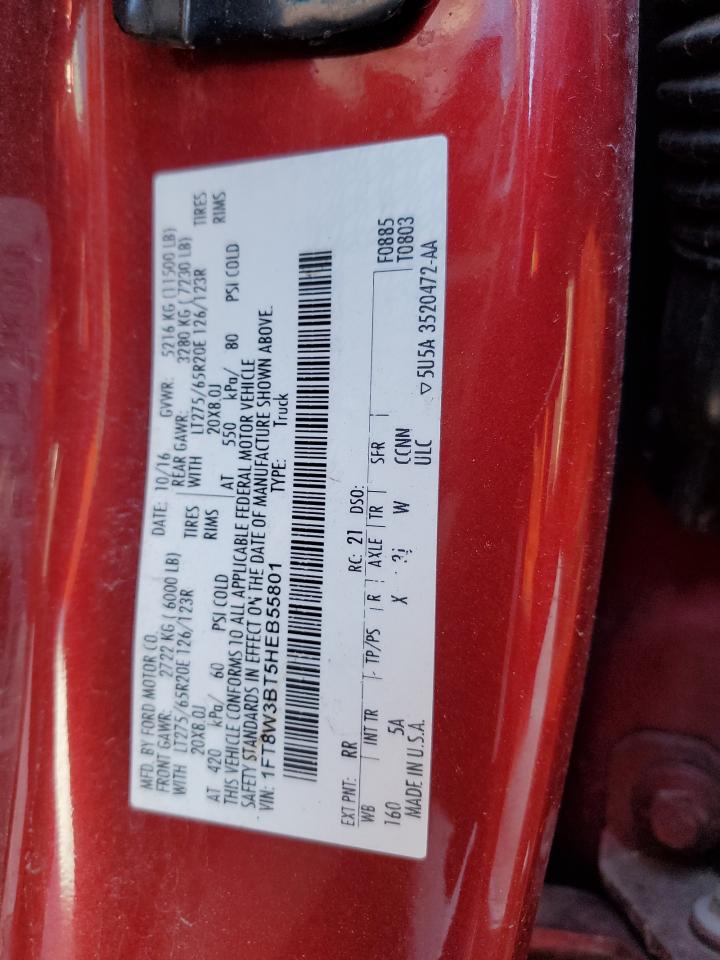 MFD. BY FORD MOTOR CO. DATE: 10/16 GVWR: 5216 KG (11500 LB)
FRONT GAWR: 2722 KG (6000 LB) REAR GAWR: 3280 KG (7230 LB)
WITH LT275/65R20E 126/123R TIRES WITH LT275/65R20E 126/123R TIRES
20X8.0J RIMS 20X8.0J RIMS
AT 420 kPa/ 60 PSI COLD AT 550 kPa/ 80 PSI COLD
THIS VEHICLE CONFORMS TO ALL APPLICABLE FEDERAL MOTOR VEHICLE
SAFETY STANDARDS IN EFFECT ON THE DATE OF MANUFACTURE SHOWN ABOVE.
VIN: 1FT8W3BT5HEB55801 TYPE: Truck
EXT PNT: RR RC: 21 DSO: F0885
WB INT TR TP/PS R AXLE TR SPR T0803
160 5A X W CCNN
MADE IN U.S.A. ULC ▽ 5U5A 3520472-AA